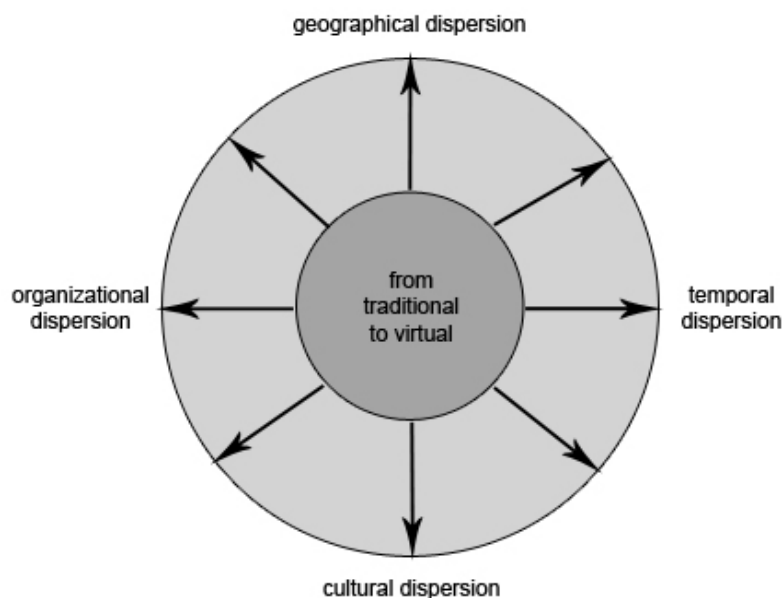 geographical dispersion
organizational
dispersion
from
traditional
to virtual
temporal
dispersion
cultural dispersion